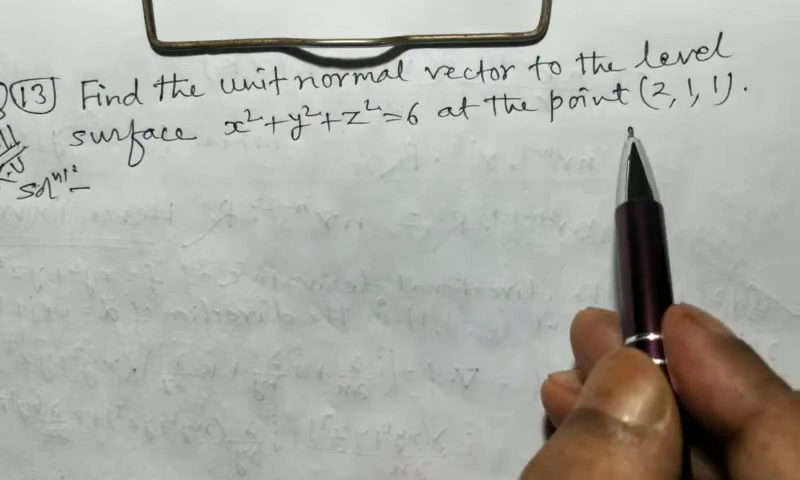 (13) Find the unit normal vector to the level
surface x²+y²+z²=6 at the point (2,1,1).
Solⁿ:-